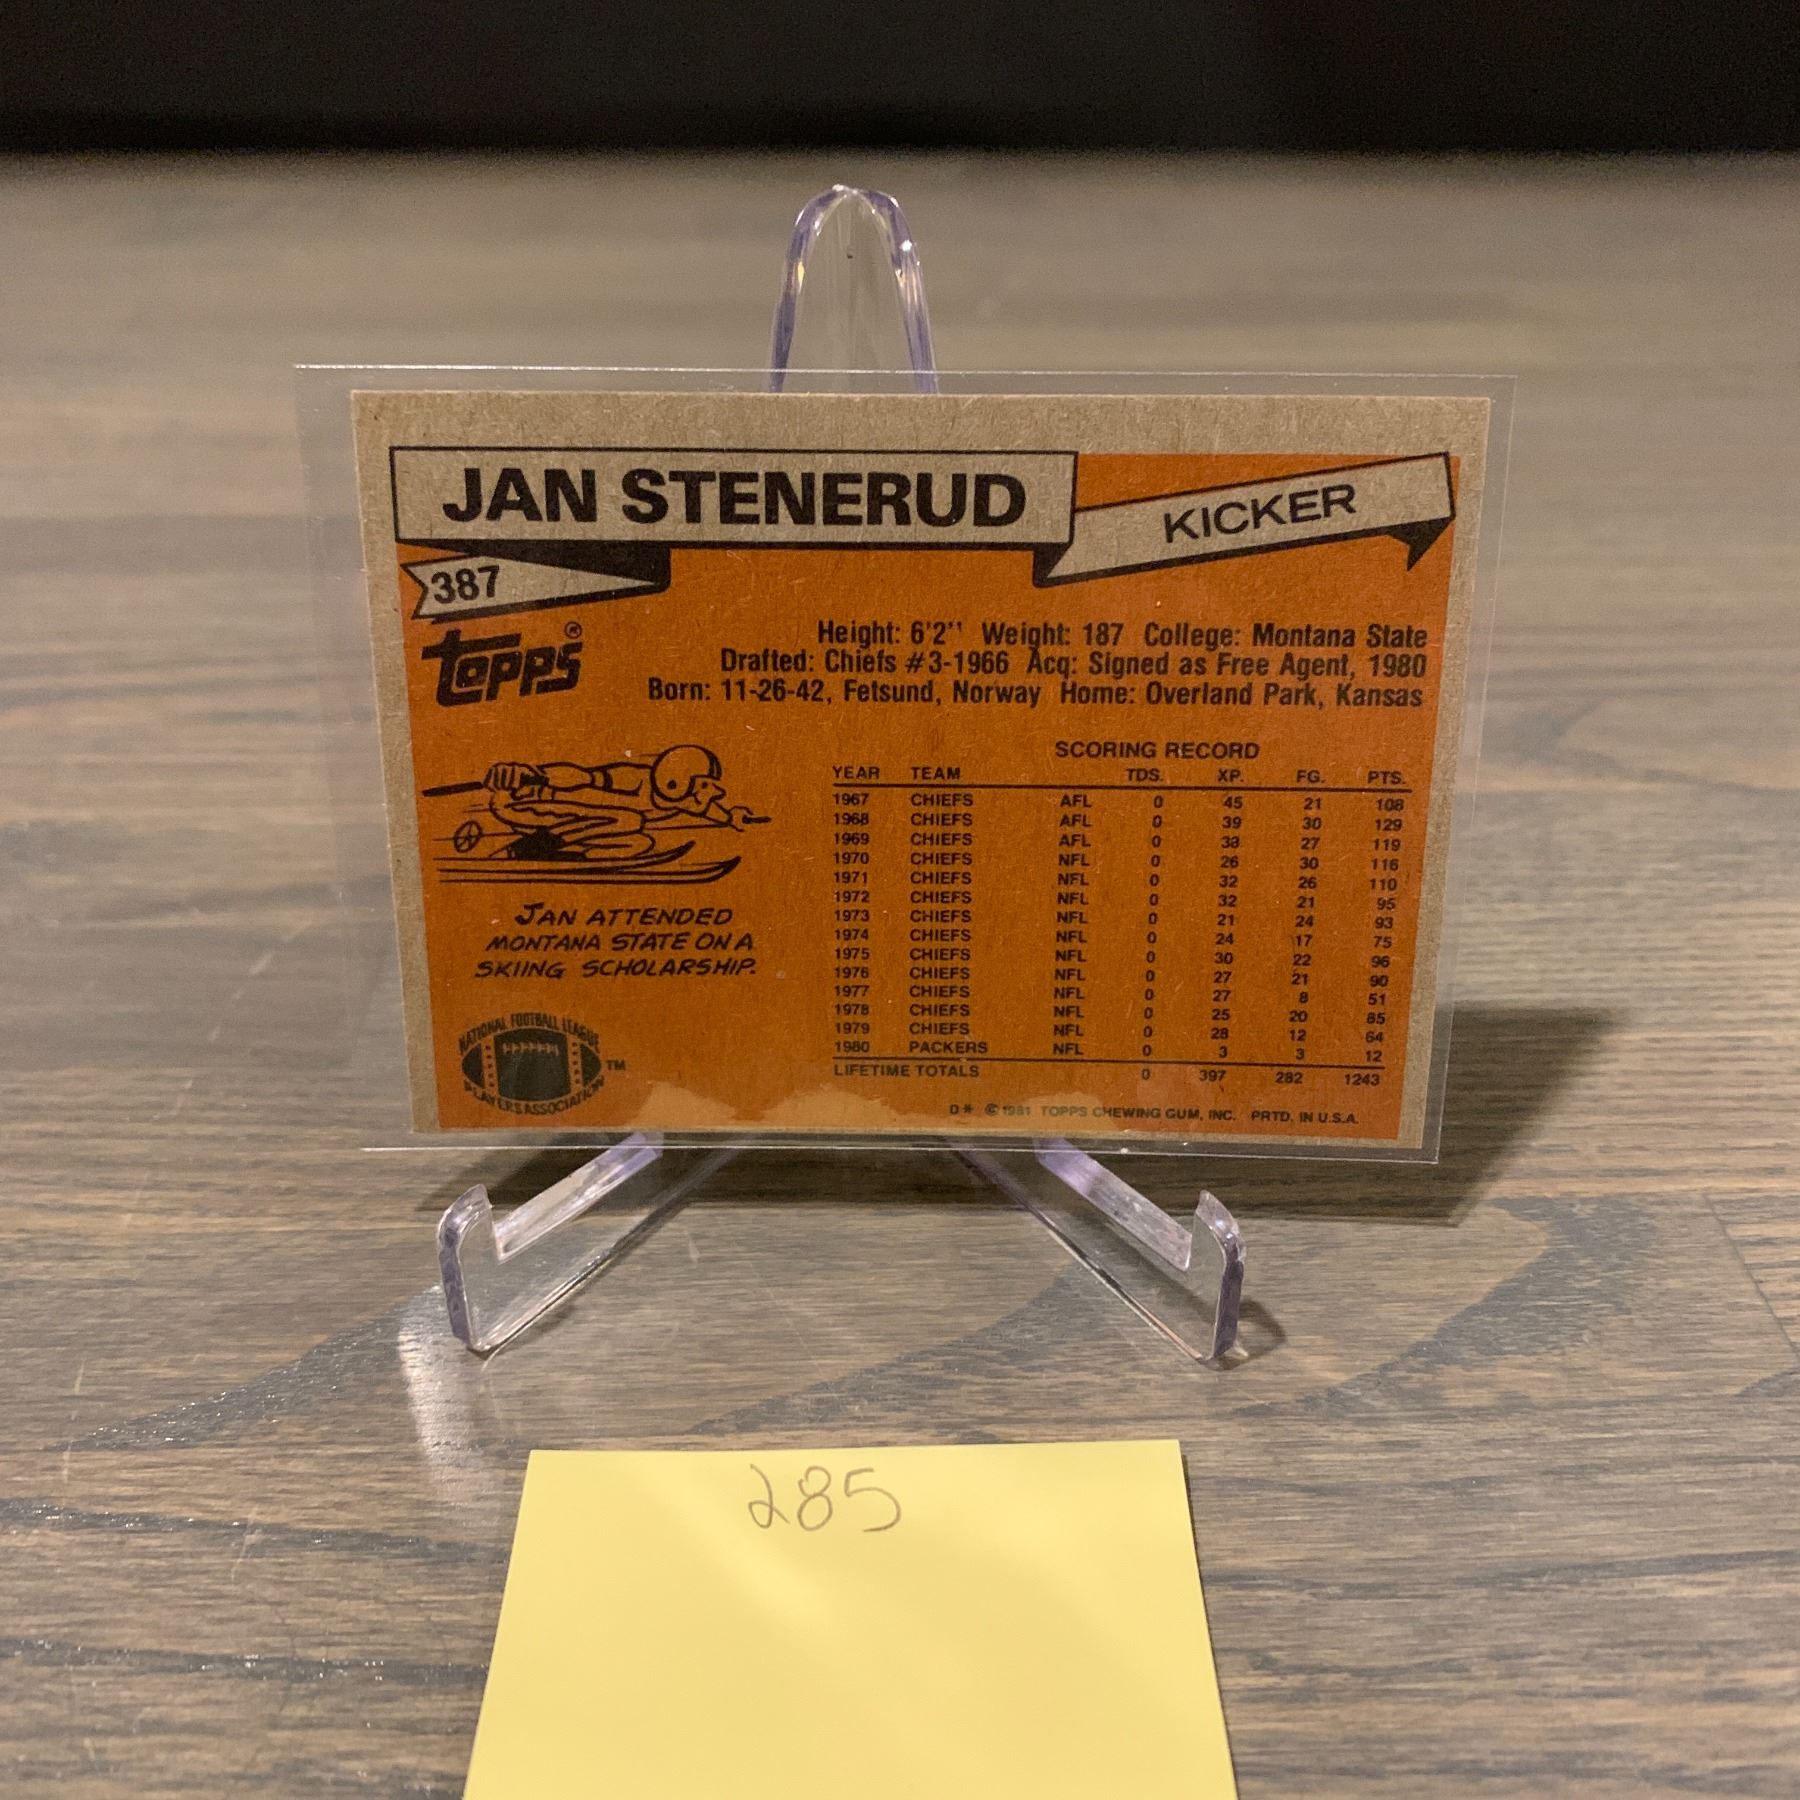 JAN STENERUD
KICKER
387
TOPPS®
Height: 6'2'' Weight: 187 College: Montana State
Drafted: Chiefs #3-1966 Acq: Signed as Free Agent, 1980
Born: 11-26-42, Fetsund, Norway Home: Overland Park, Kansas
JAN ATTENDED
MONTANA STATE ON A
SKIING SCHOLARSHIP.
NATIONAL FOOTBALL LEAGUE
PLAYERS ASSOCIATION TM
SCORING RECORD
YEAR TEAM TDS. XP. FG. PTS.
1967 CHIEFS AFL 0 45 21 108
1968 CHIEFS AFL 0 39 30 129
1969 CHIEFS AFL 0 38 27 119
1970 CHIEFS NFL 0 26 30 116
1971 CHIEFS NFL 0 32 26 110
1972 CHIEFS NFL 0 32 21 95
1973 CHIEFS NFL 0 21 24 93
1974 CHIEFS NFL 0 24 17 75
1975 CHIEFS NFL 0 30 22 96
1976 CHIEFS NFL 0 27 21 90
1977 CHIEFS NFL 0 27 8 51
1978 CHIEFS NFL 0 25 20 85
1979 CHIEFS NFL 0 28 12 64
1980 PACKERS NFL 0 3 3 12
LIFETIME TOTALS 0 397 282 1243
D* © 1981 TOPPS CHEWING GUM, INC. PRTD. IN U.S.A.
285